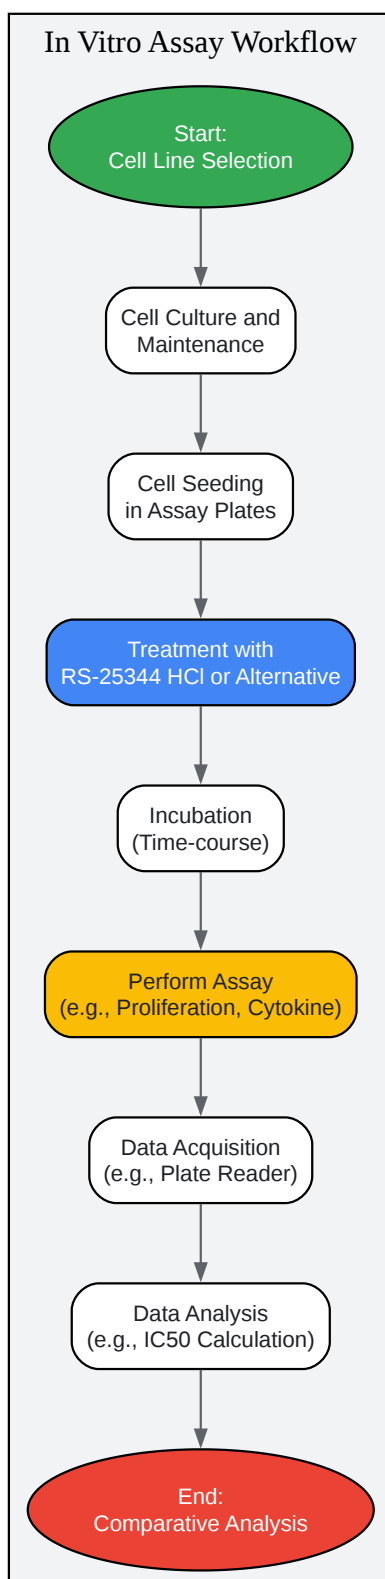 In Vitro Assay Workflow
Start:
Cell Line Selection
Cell Culture and
Maintenance
Cell Seeding
in Assay Plates
Treatment with
RS-25344 HCl or Alternative
Incubation
(Time-course)
Perform Assay
(e.g., Proliferation, Cytokine)
Data Acquisition
(e.g., Plate Reader)
Data Analysis
(e.g., IC50 Calculation)
End:
Comparative Analysis